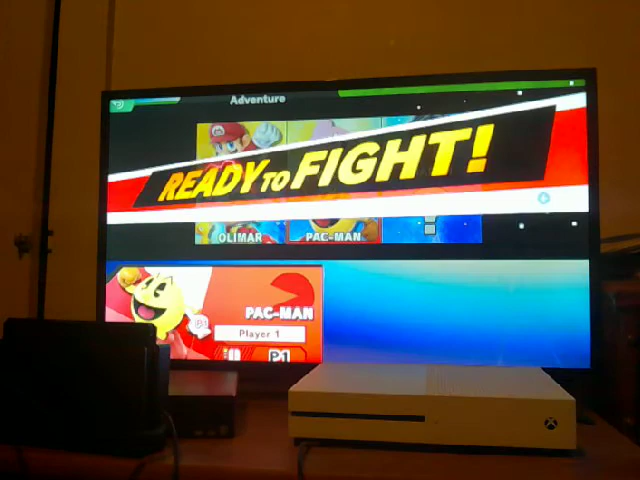 Adventure
READY TO FIGHT!
OLIMAR
PAC-MAN
PAC-MAN
Player 1
P1